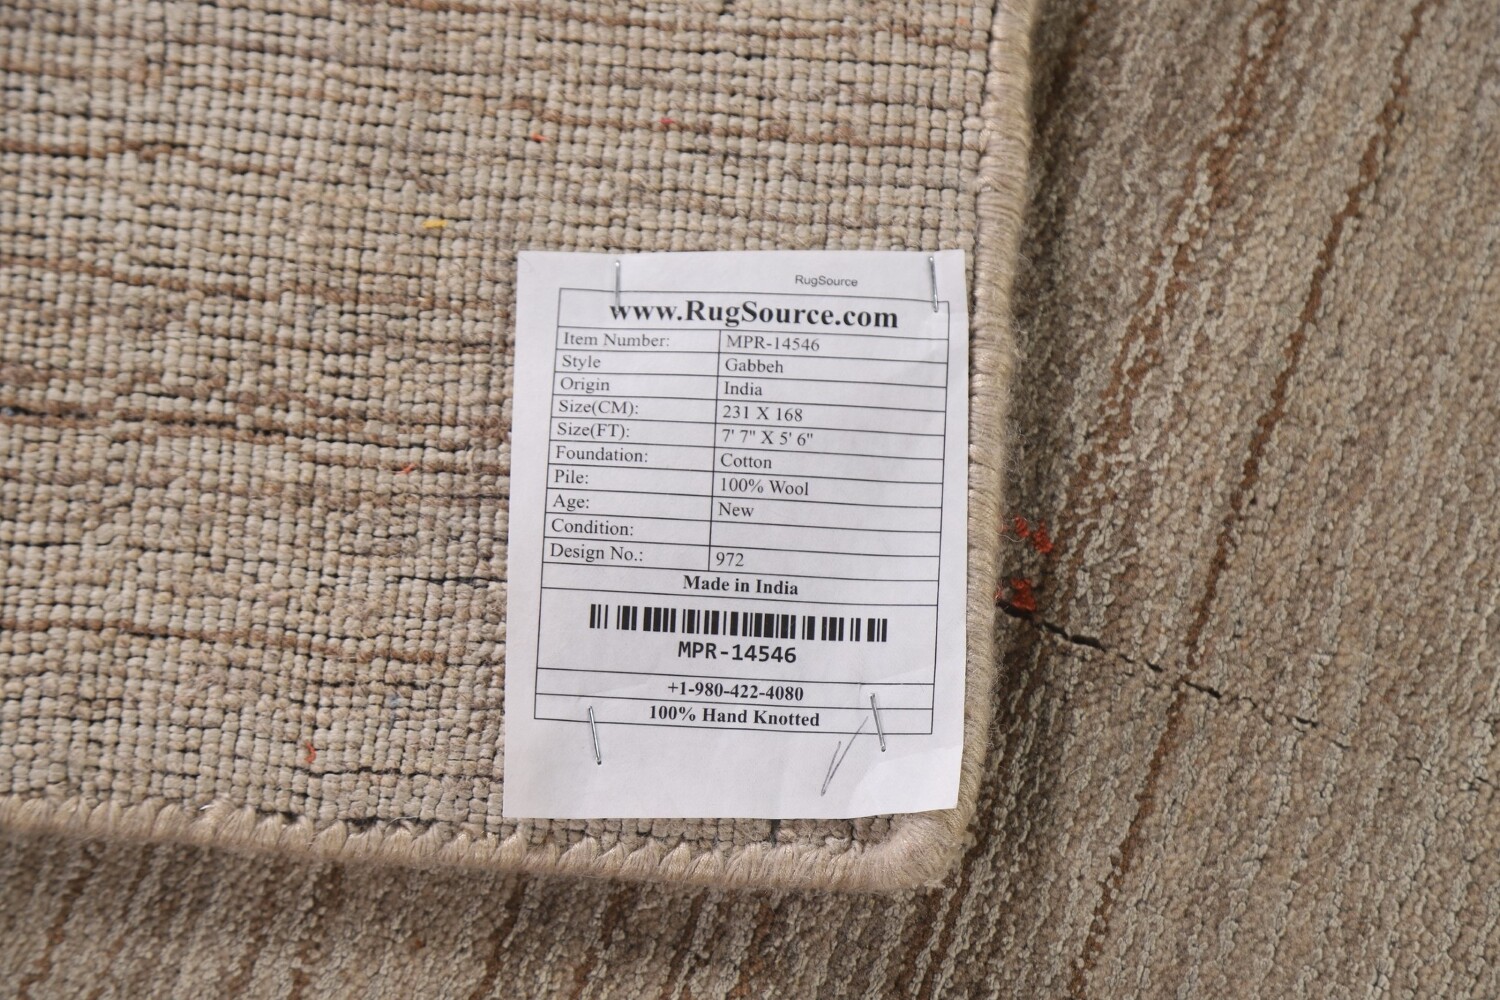 RugSource
www.RugSource.com
Item Number: MPR-14546
Style Gabbeh
Origin India
Size(CM): 231 X 168
Size(FT): 7' 7" X 5' 6"
Foundation: Cotton
Pile: 100% Wool
Age: New
Condition:
Design No.: 972
Made in India
MPR-14546
+1-980-422-4080
100% Hand Knotted